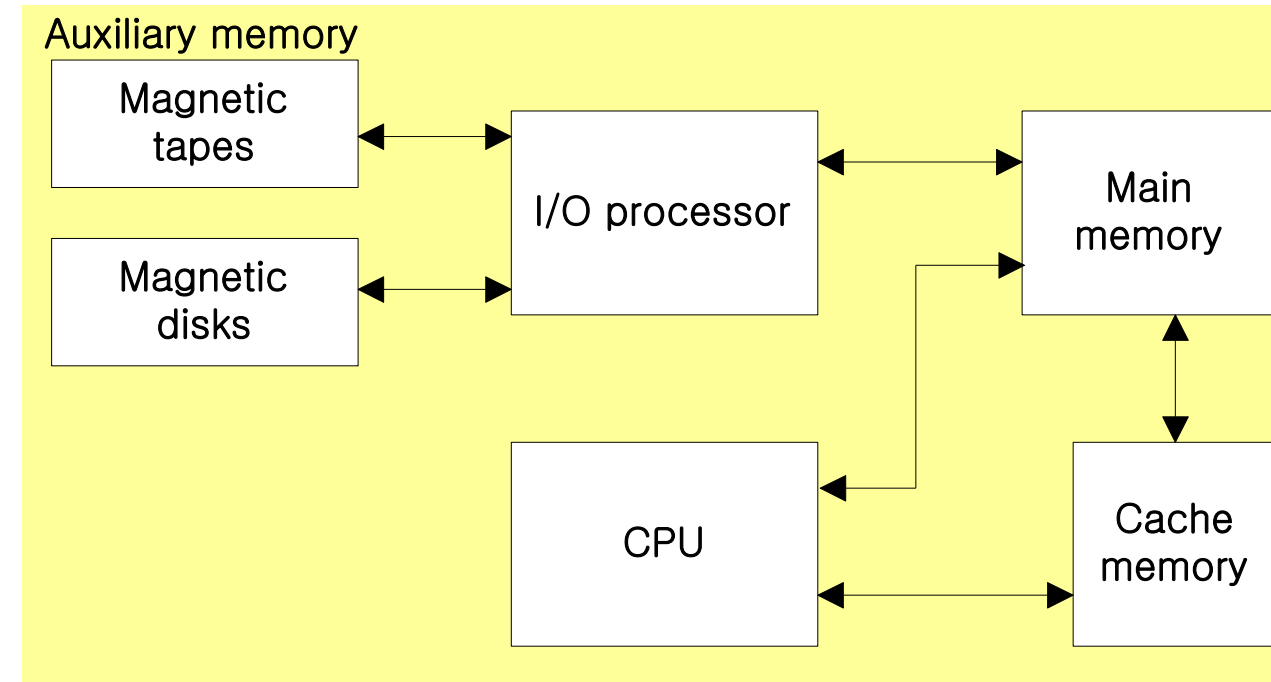 Auxiliary memory
Magnetic
tapes
I/O processor
Main
memory
Magnetic
disks
CPU
Cache
memory